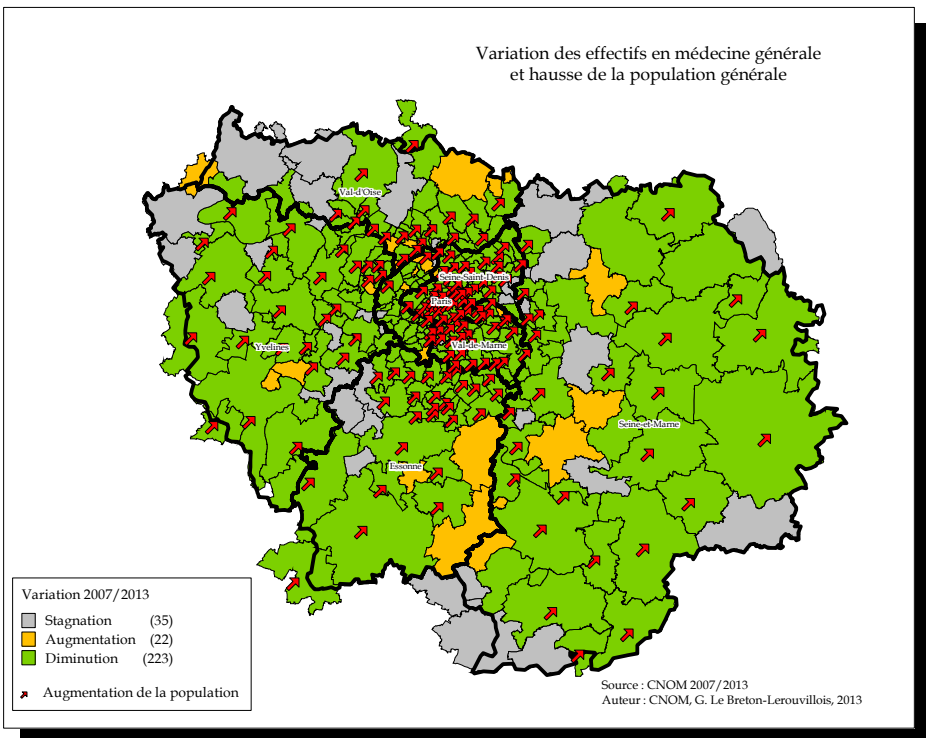 Variation des effectifs en médecine générale
et hausse de la population générale
Val-d'Oise
Seine-Saint-Denis
Paris
Yvelines
Val-de-Marne
Seine-et-Marne
Essonne
Variation 2007/2013
Stagnation (35)
Augmentation (22)
Diminution (223)
Augmentation de la population
Source : CNOM 2007/2013
Auteur : CNOM, G. Le Breton-Lerouvillois, 2013